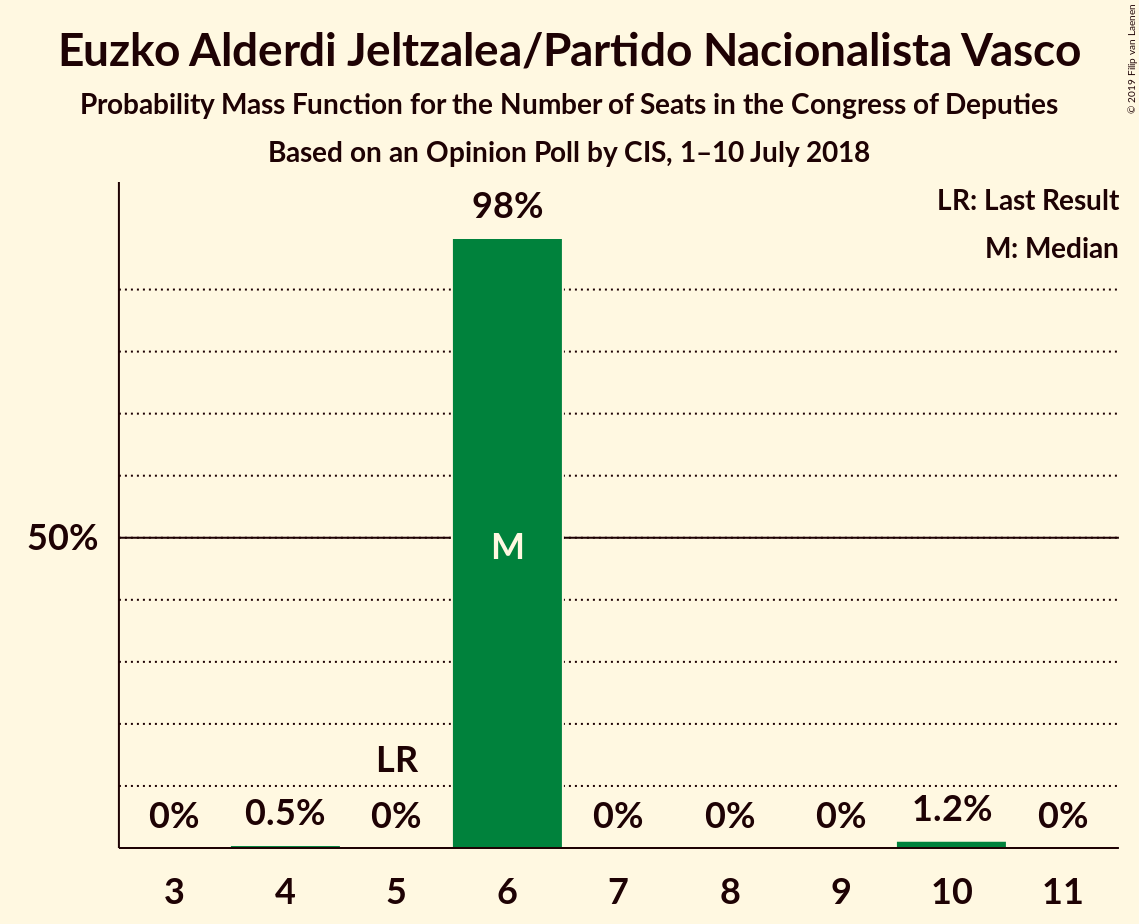 Euzko Alderdi Jeltzalea/Partido Nacionalista Vasco
Probability Mass Function for the Number of Seats in the Congress of Deputies
Based on an Opinion Poll by CIS, 1–10 July 2018
© 2019 Filip van Laenen
LR: Last Result
M: Median
98%
50%
M
LR
0% 0.5% 0% 0% 0% 0% 1.2% 0%
3 4 5 6 7 8 9 10 11